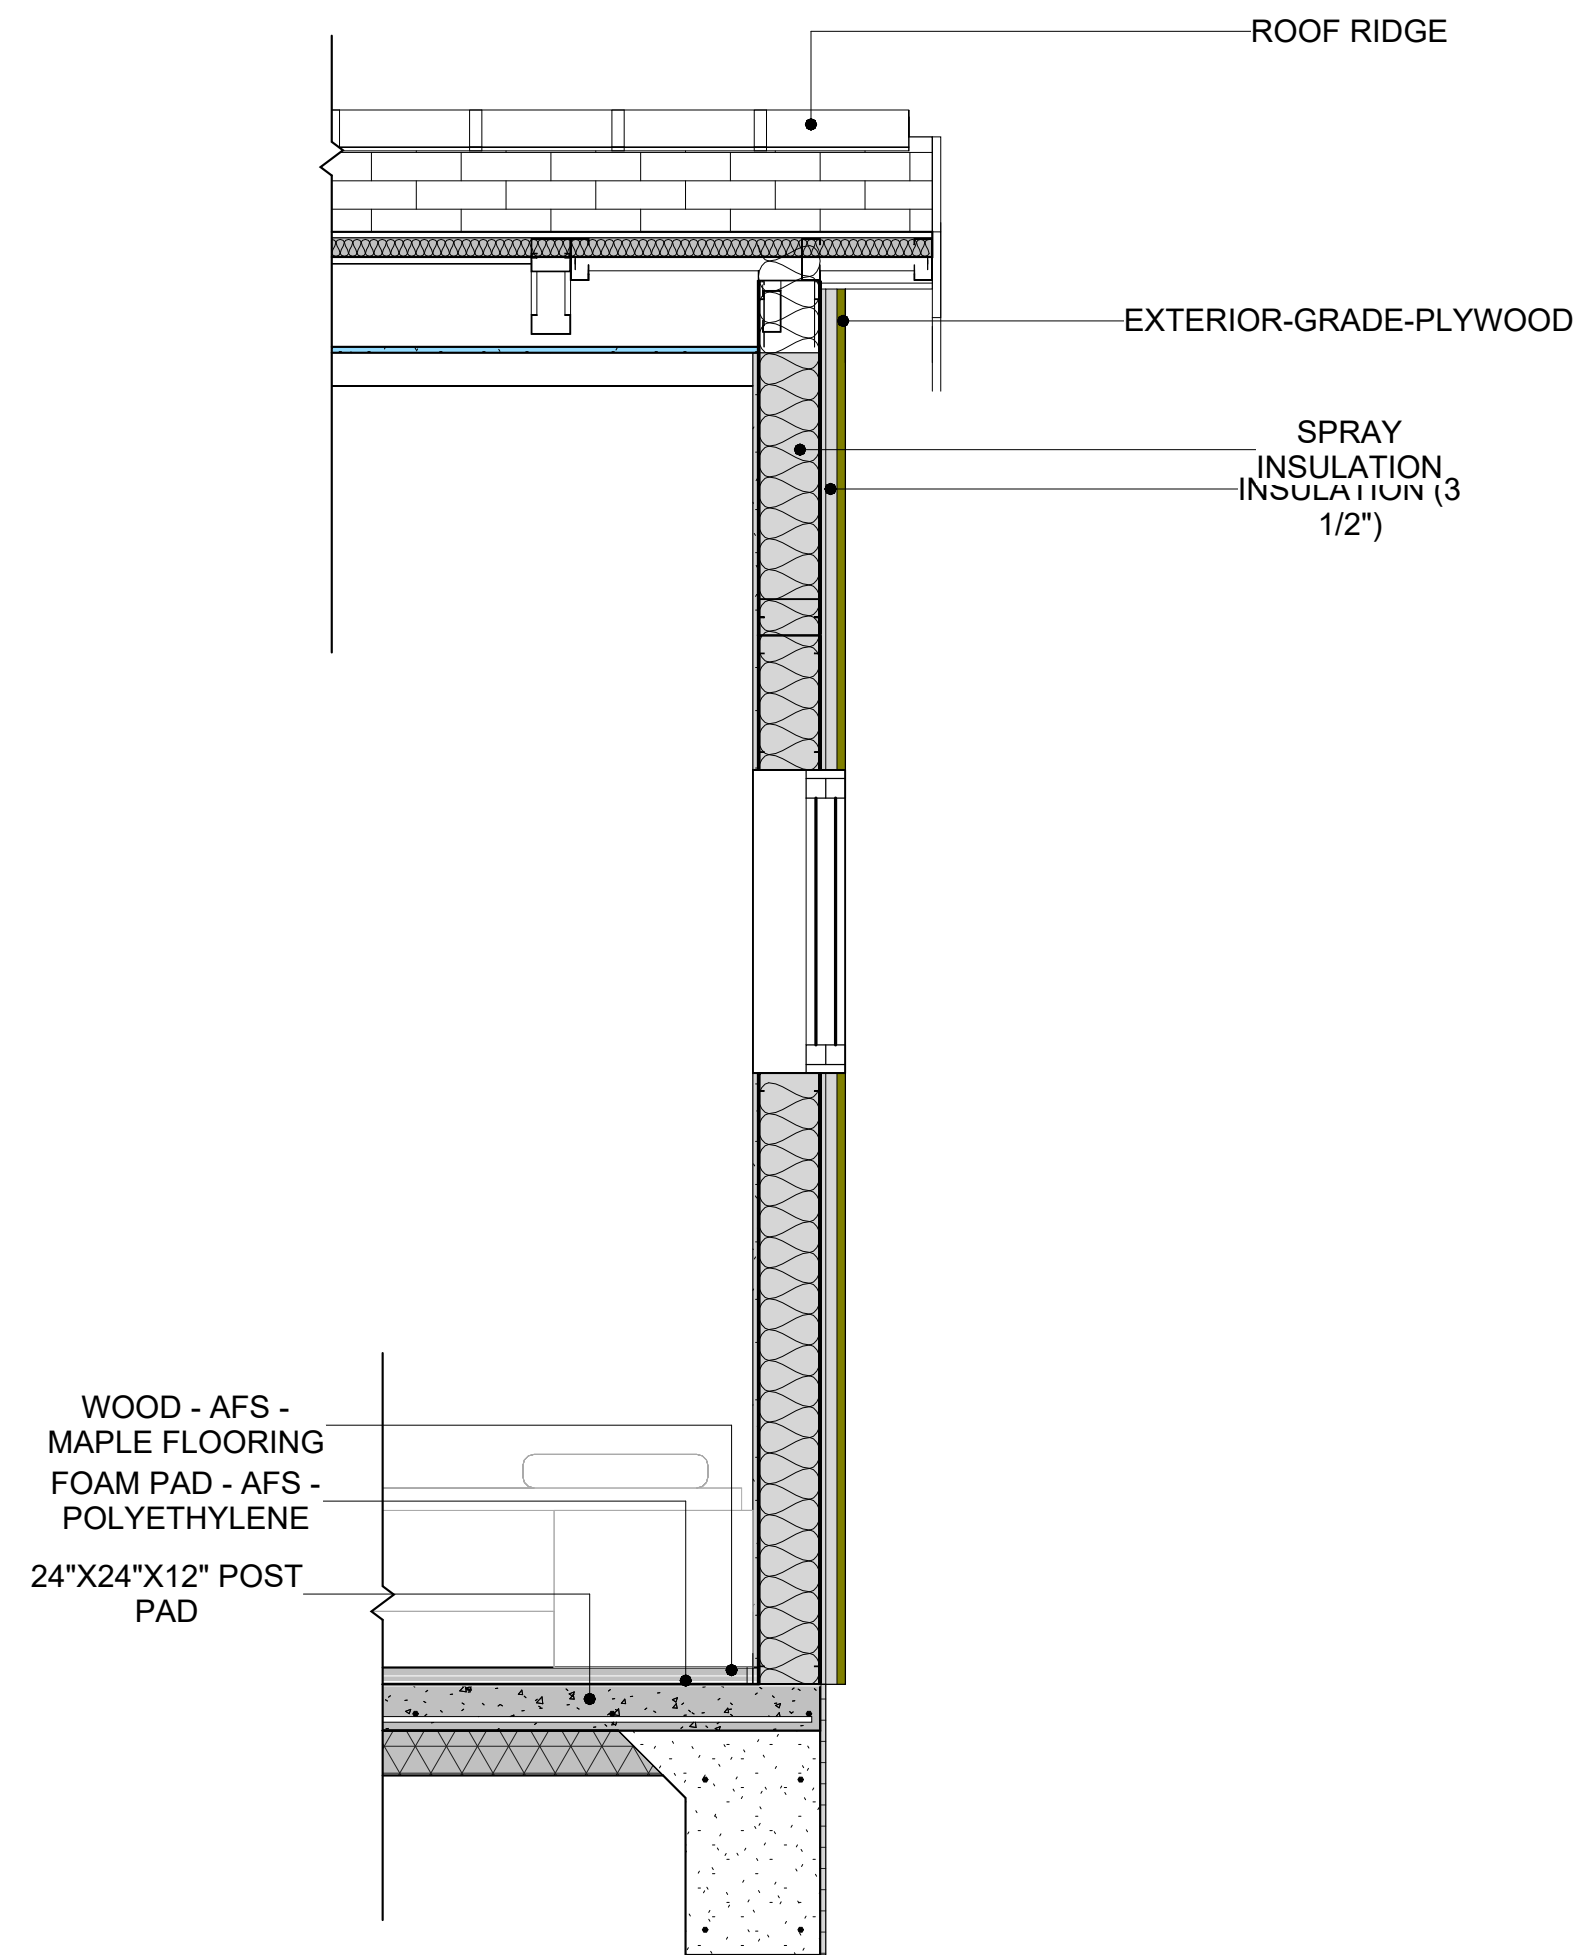 ROOF RIDGE
EXTERIOR-GRADE-PLYWOOD
SPRAY
INSULATION
INSULATION (3
1/2")
WOOD - AFS -
MAPLE FLOORING
FOAM PAD - AFS -
POLYETHYLENE
24"X24"X12" POST
PAD